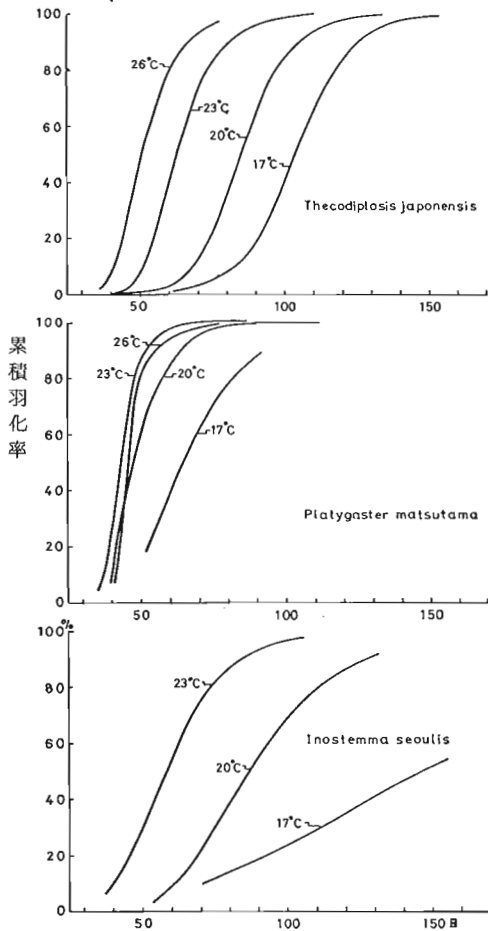 100
80
26°C
23°C
60
20°C
40
17°C
20
Thecodiplosis japonensis
0
50
100
150
累積羽化率
100
26°C
80
23°C
20°C
60
17°C
40
20
Platygaster matsutama
0
50
100
150
%
100
80
23°C
60
Inostemma seoulis
20°C
40
17°C
20
0
50
100
150日